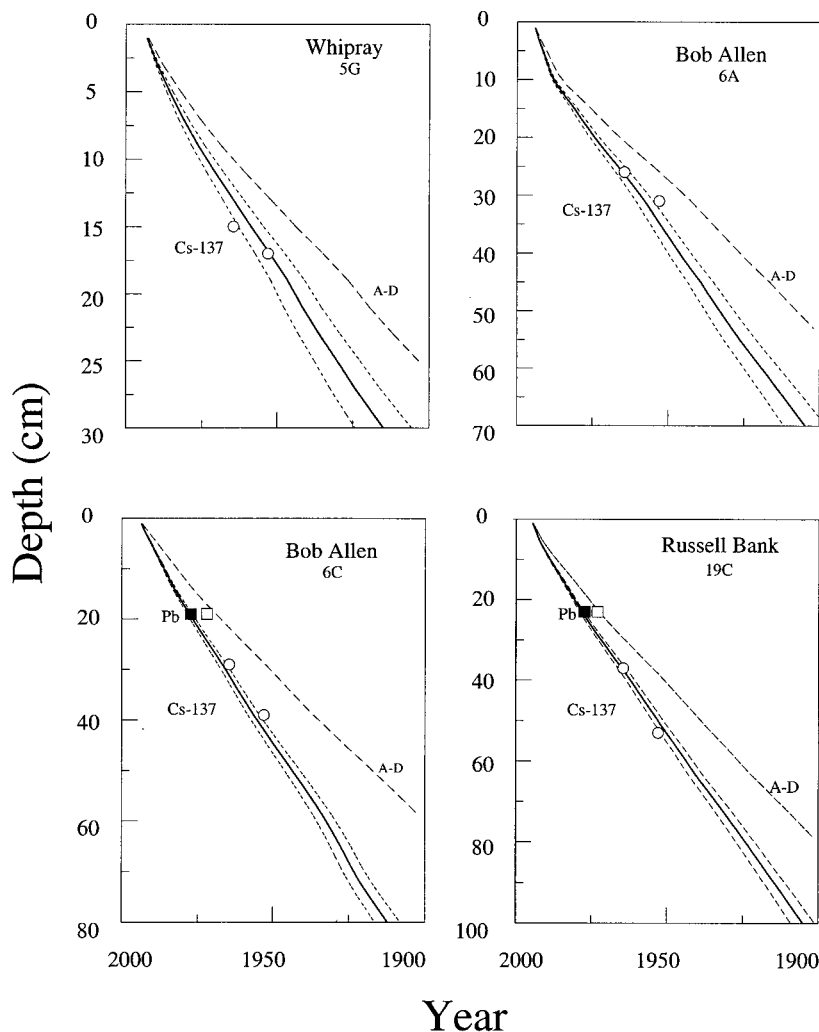 Depth (cm)
Whipray
5G
Cs-137
A-D
0
5
10
15
20
25
30
Bob Allen
6A
Cs-137
A-D
0
10
20
30
40
50
60
70
Bob Allen
6C
Pb
Cs-137
A-D
0
20
40
60
80
2000
1950
1900
Russell Bank
19C
Pb
Cs-137
A-D
0
20
40
60
80
100
2000
1950
1900
Year